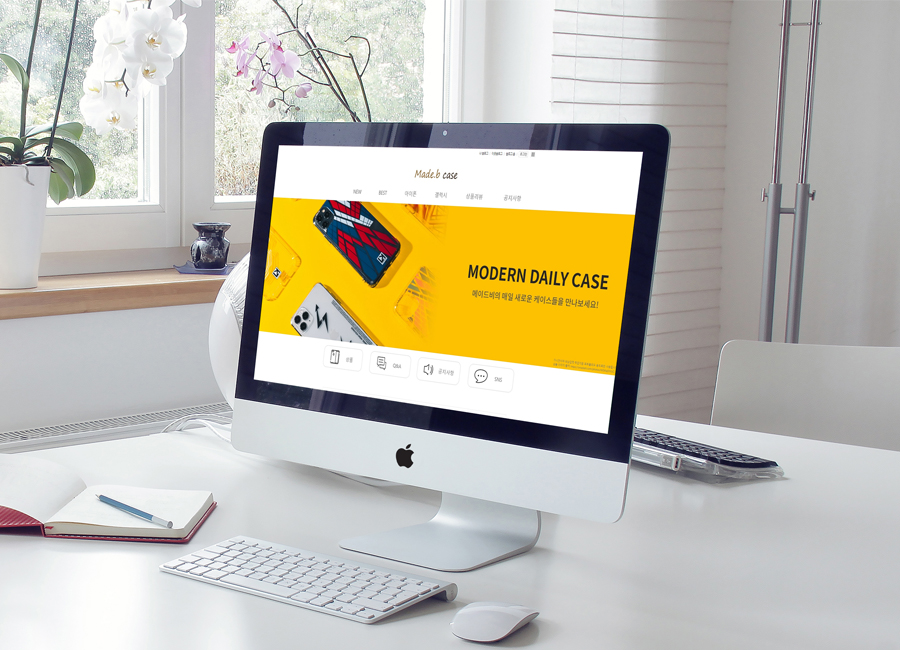 Made.b case
NEW BEST 아이폰 갤럭시 상품리뷰 공지사항
MODERN DAILY CASE
메이드비의 매일 새로운 케이스들을 만나보세요!
상품 Q&A 공지사항 SNS